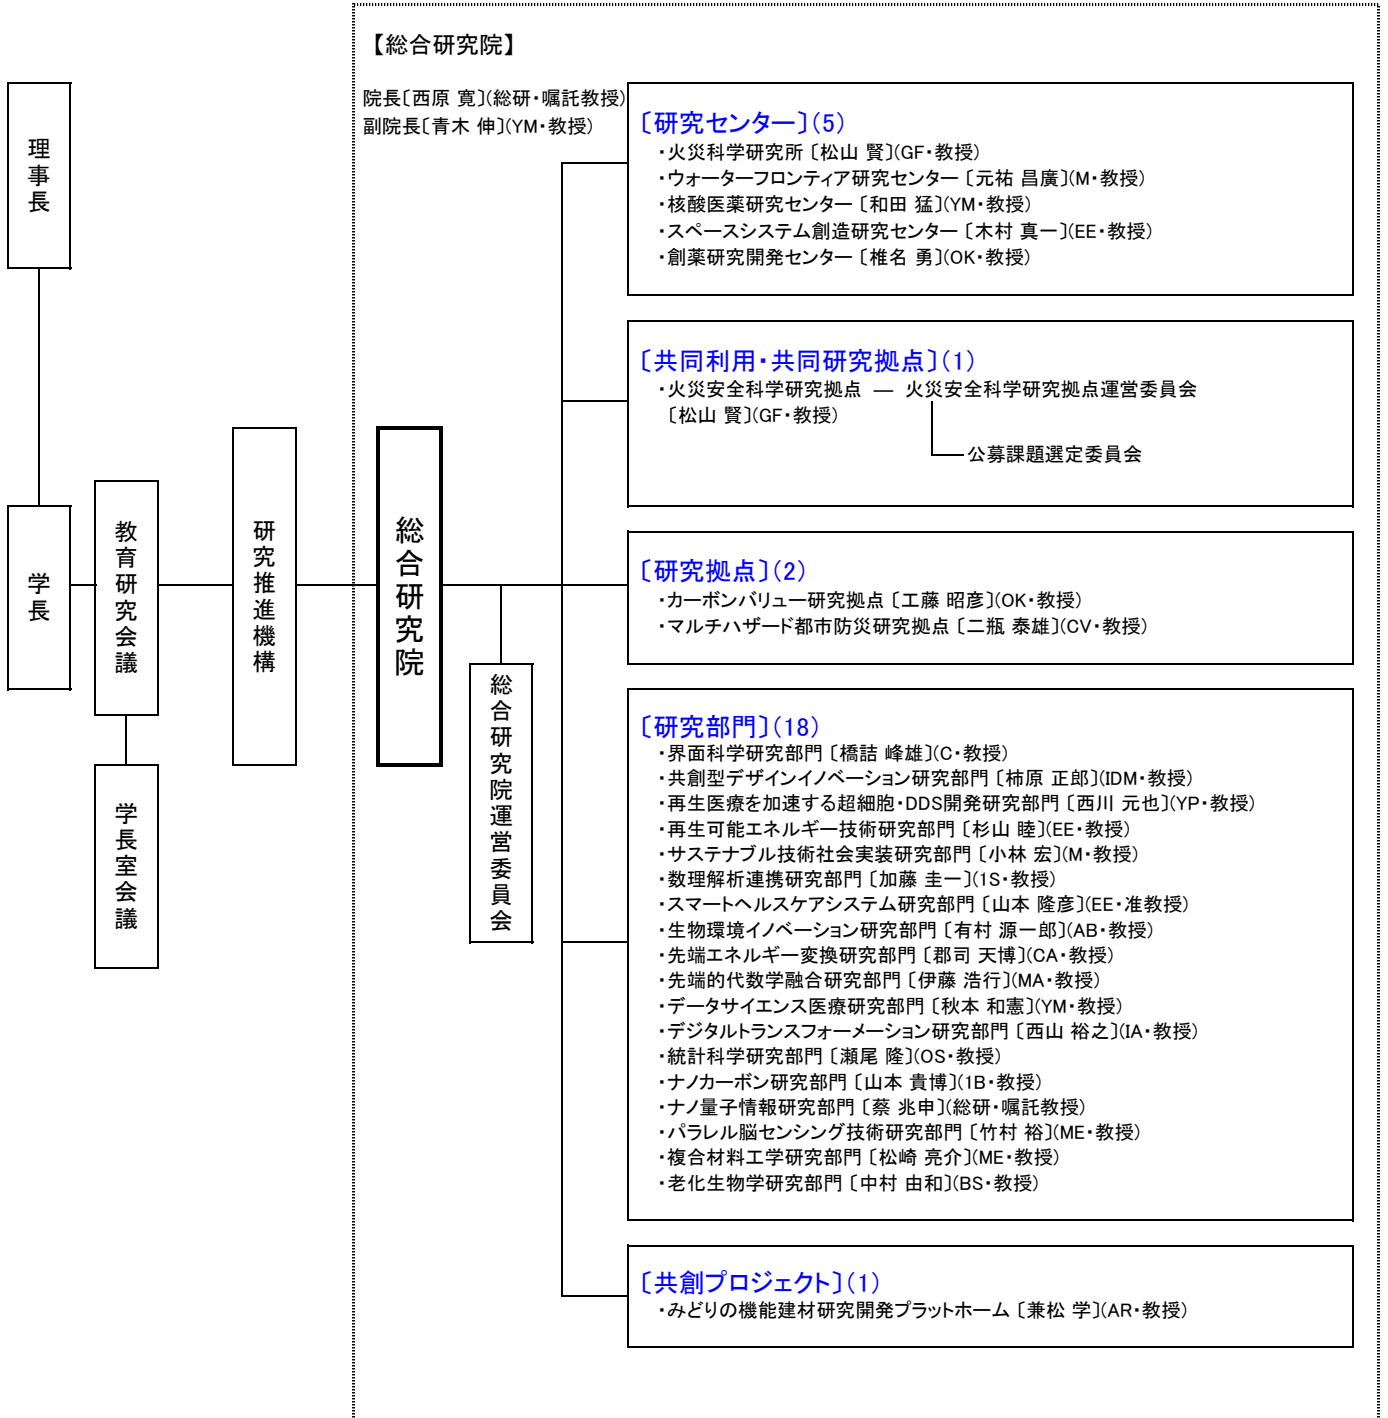 【総合研究院】
院長〔西原 寛〕(総研・嘱託教授)
副院長〔青木 伸〕(YM・教授)
理事長
学長
教育研究会議
学長室会議
研究推進機構
総合研究院
総合研究院運営委員会
〔研究センター〕(5)
・火災科学研究所 〔松山 賢〕(GF・教授)
・ウォーターフロンティア研究センター 〔元祐 昌廣〕(M・教授)
・核酸医薬研究センター 〔和田 猛〕(YM・教授)
・スペースシステム創造研究センター 〔木村 真一〕(EE・教授)
・創薬研究開発センター 〔椎名 勇〕(OK・教授)
〔共同利用・共同研究拠点〕(1)
・火災安全科学研究拠点 ― 火災安全科学研究拠点運営委員会
〔松山 賢〕(GF・教授)
公募課題選定委員会
〔研究拠点〕(2)
・カーボンバリュー研究拠点 〔工藤 昭彦〕(OK・教授)
・マルチハザード都市防災研究拠点 〔二瓶 泰雄〕(CV・教授)
〔研究部門〕(18)
・界面科学研究部門 〔橋詰 峰雄〕(C・教授)
・共創型デザインイノベーション研究部門 〔柿原 正郎〕(IDM・教授)
・再生医療を加速する超細胞・DDS開発研究部門 〔西川 元也〕(YP・教授)
・再生可能エネルギー技術研究部門 〔杉山 睦〕(EE・教授)
・サステナブル技術社会実装研究部門 〔小林 宏〕(M・教授)
・数理解析連携研究部門 〔加藤 圭一〕(1S・教授)
・スマートヘルスケアシステム研究部門 〔山本 隆彦〕(EE・准教授)
・生物環境イノベーション研究部門 〔有村 源一郎〕(AB・教授)
・先端エネルギー変換研究部門 〔郡司 天博〕(CA・教授)
・先端的代数学融合研究部門 〔伊藤 浩行〕(MA・教授)
・データサイエンス医療研究部門 〔秋本 和憲〕(YM・教授)
・デジタルトランスフォーメーション研究部門 〔西山 裕之〕(IA・教授)
・統計科学研究部門 〔瀬尾 隆〕(OS・教授)
・ナノカーボン研究部門 〔山本 貴博〕(1B・教授)
・ナノ量子情報研究部門 〔蔡 兆申〕(総研・嘱託教授)
・パラレル脳センシング技術研究部門 〔竹村 裕〕(ME・教授)
・複合材料工学研究部門 〔松崎 亮介〕(ME・教授)
・老化生物学研究部門 〔中村 由和〕(BS・教授)
〔共創プロジェクト〕(1)
・みどりの機能建材研究開発プラットホーム 〔兼松 学〕(AR・教授)